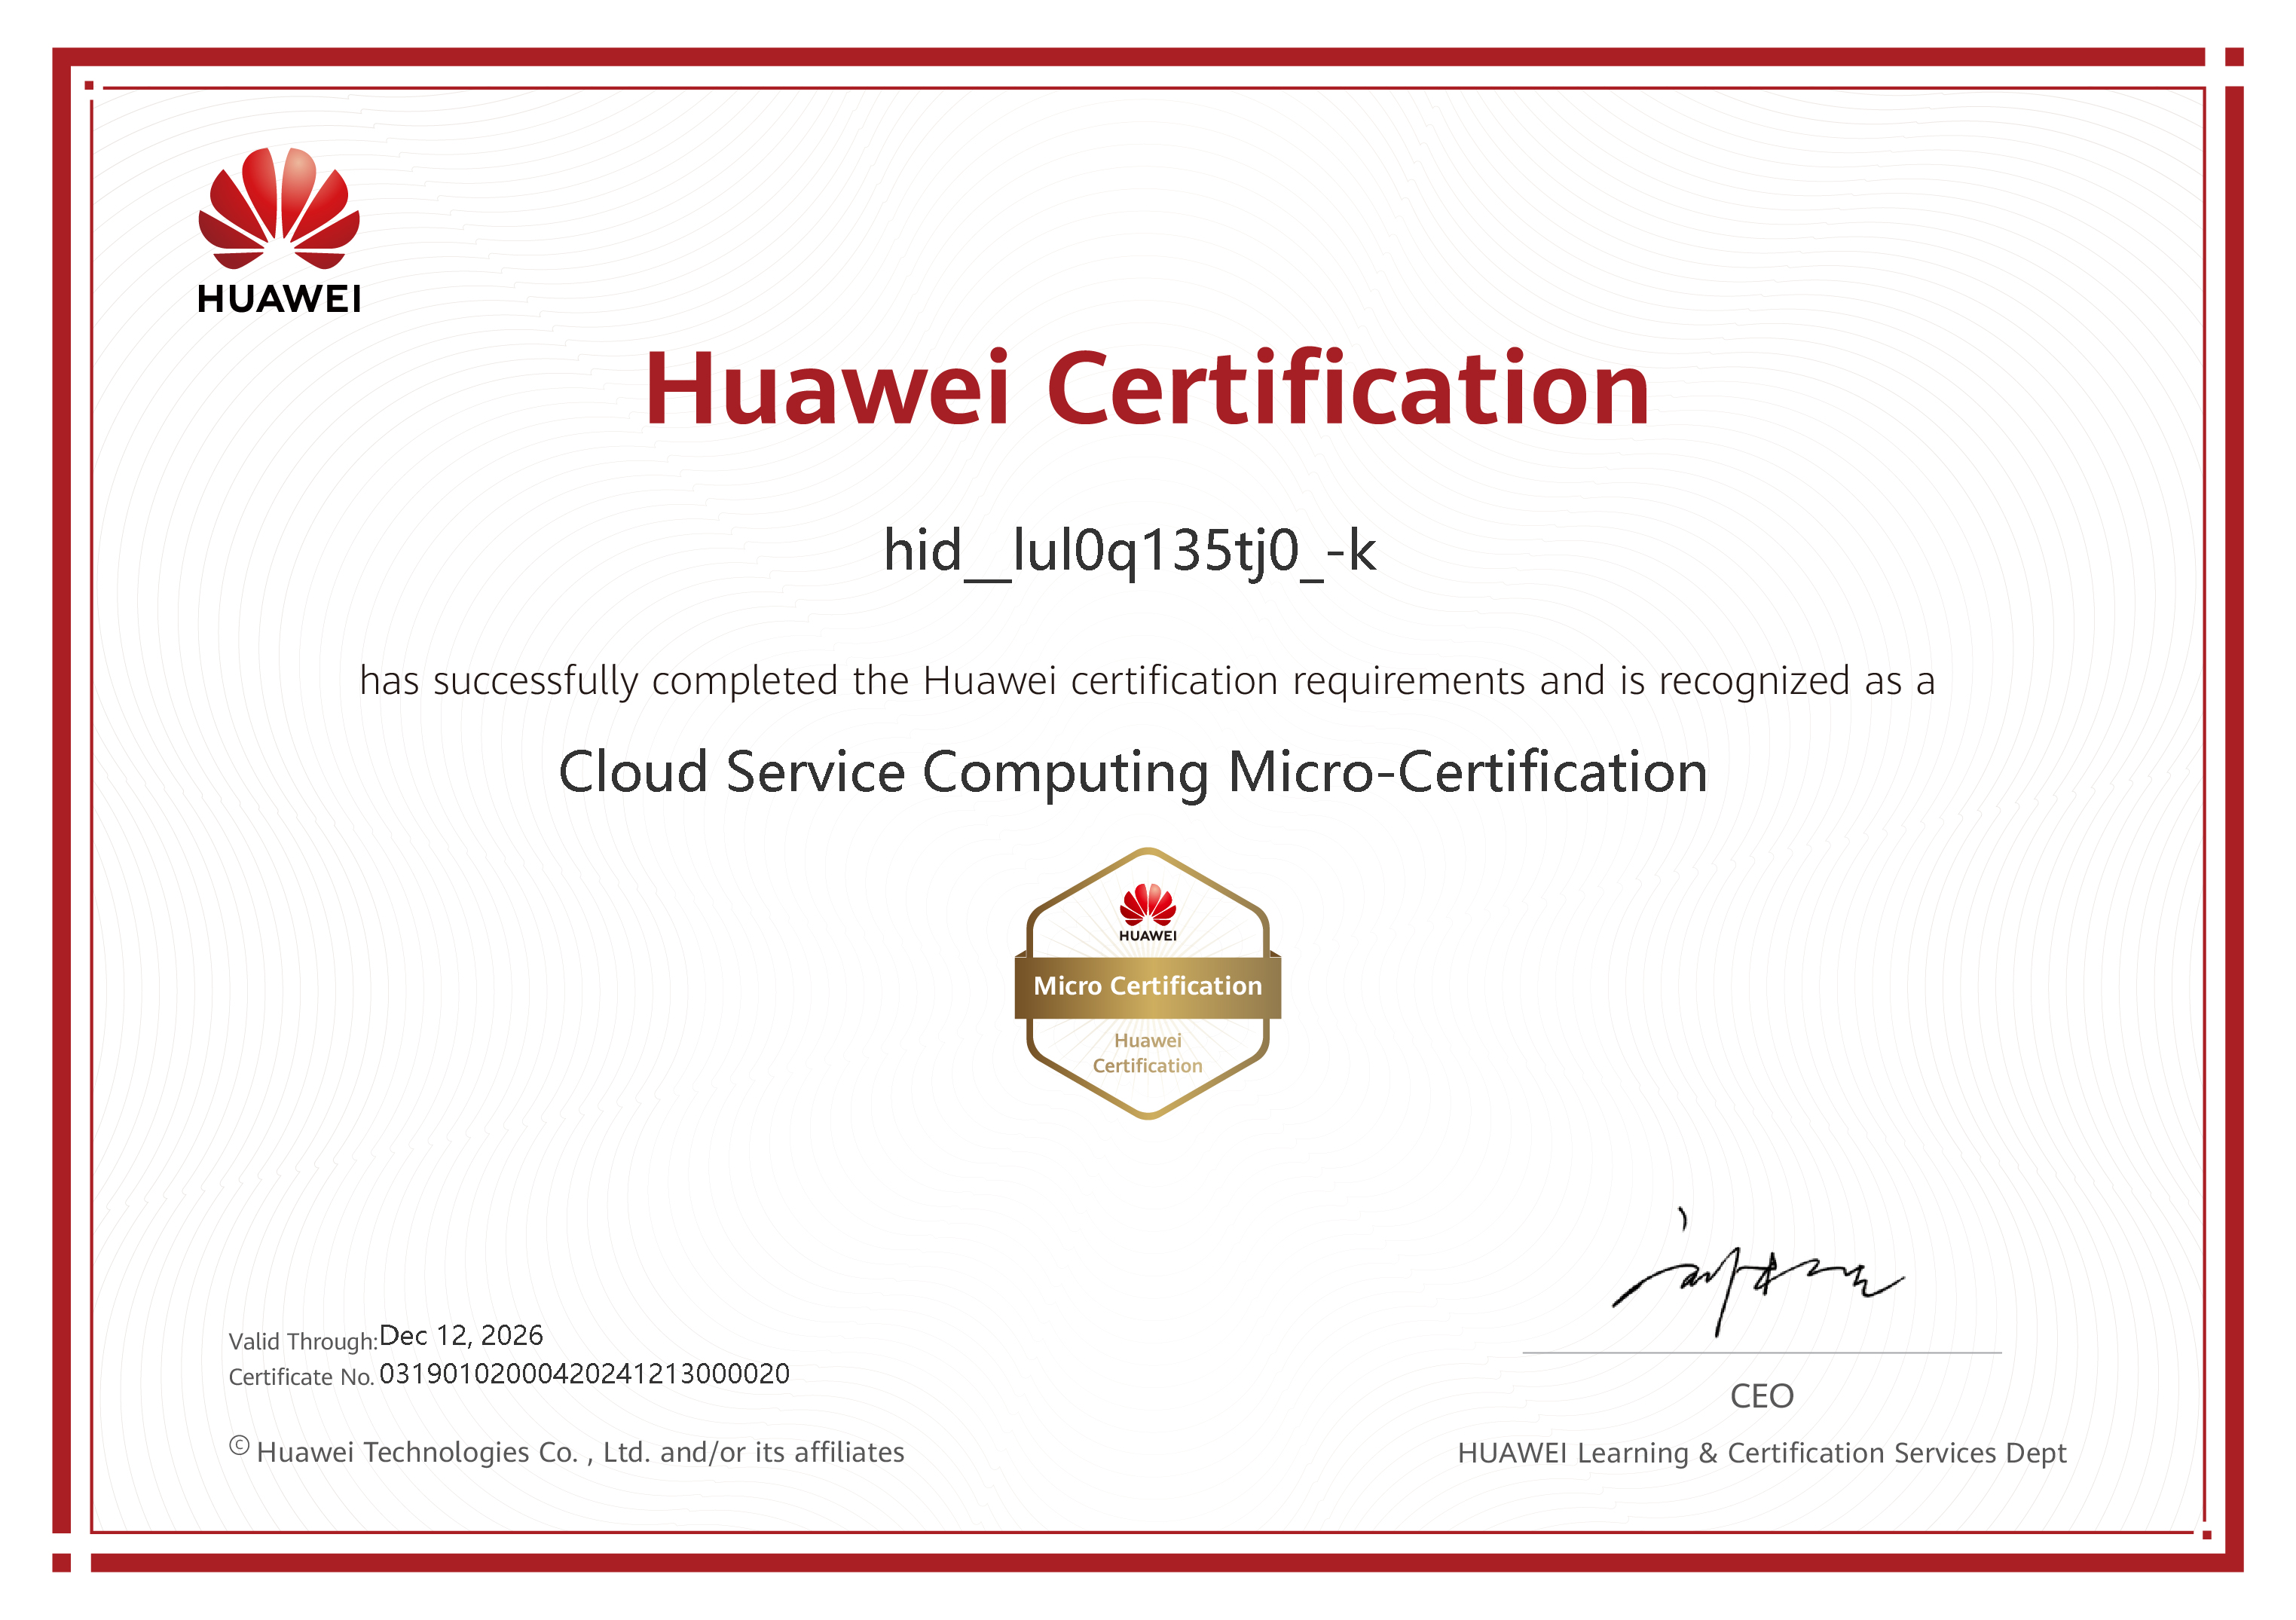 HUAWEI
Huawei Certification
hid__lul0q135tj0_-k
has successfully completed the Huawei certification requirements and is recognized as a
Cloud Service Computing Micro-Certification
HUAWEI
Micro Certification
Huawei
Certification
Valid Through:Dec 12, 2026
Certificate No. 03190102000420241213000020
CEO
© Huawei Technologies Co. , Ltd. and/or its affiliates
HUAWEI Learning & Certification Services Dept